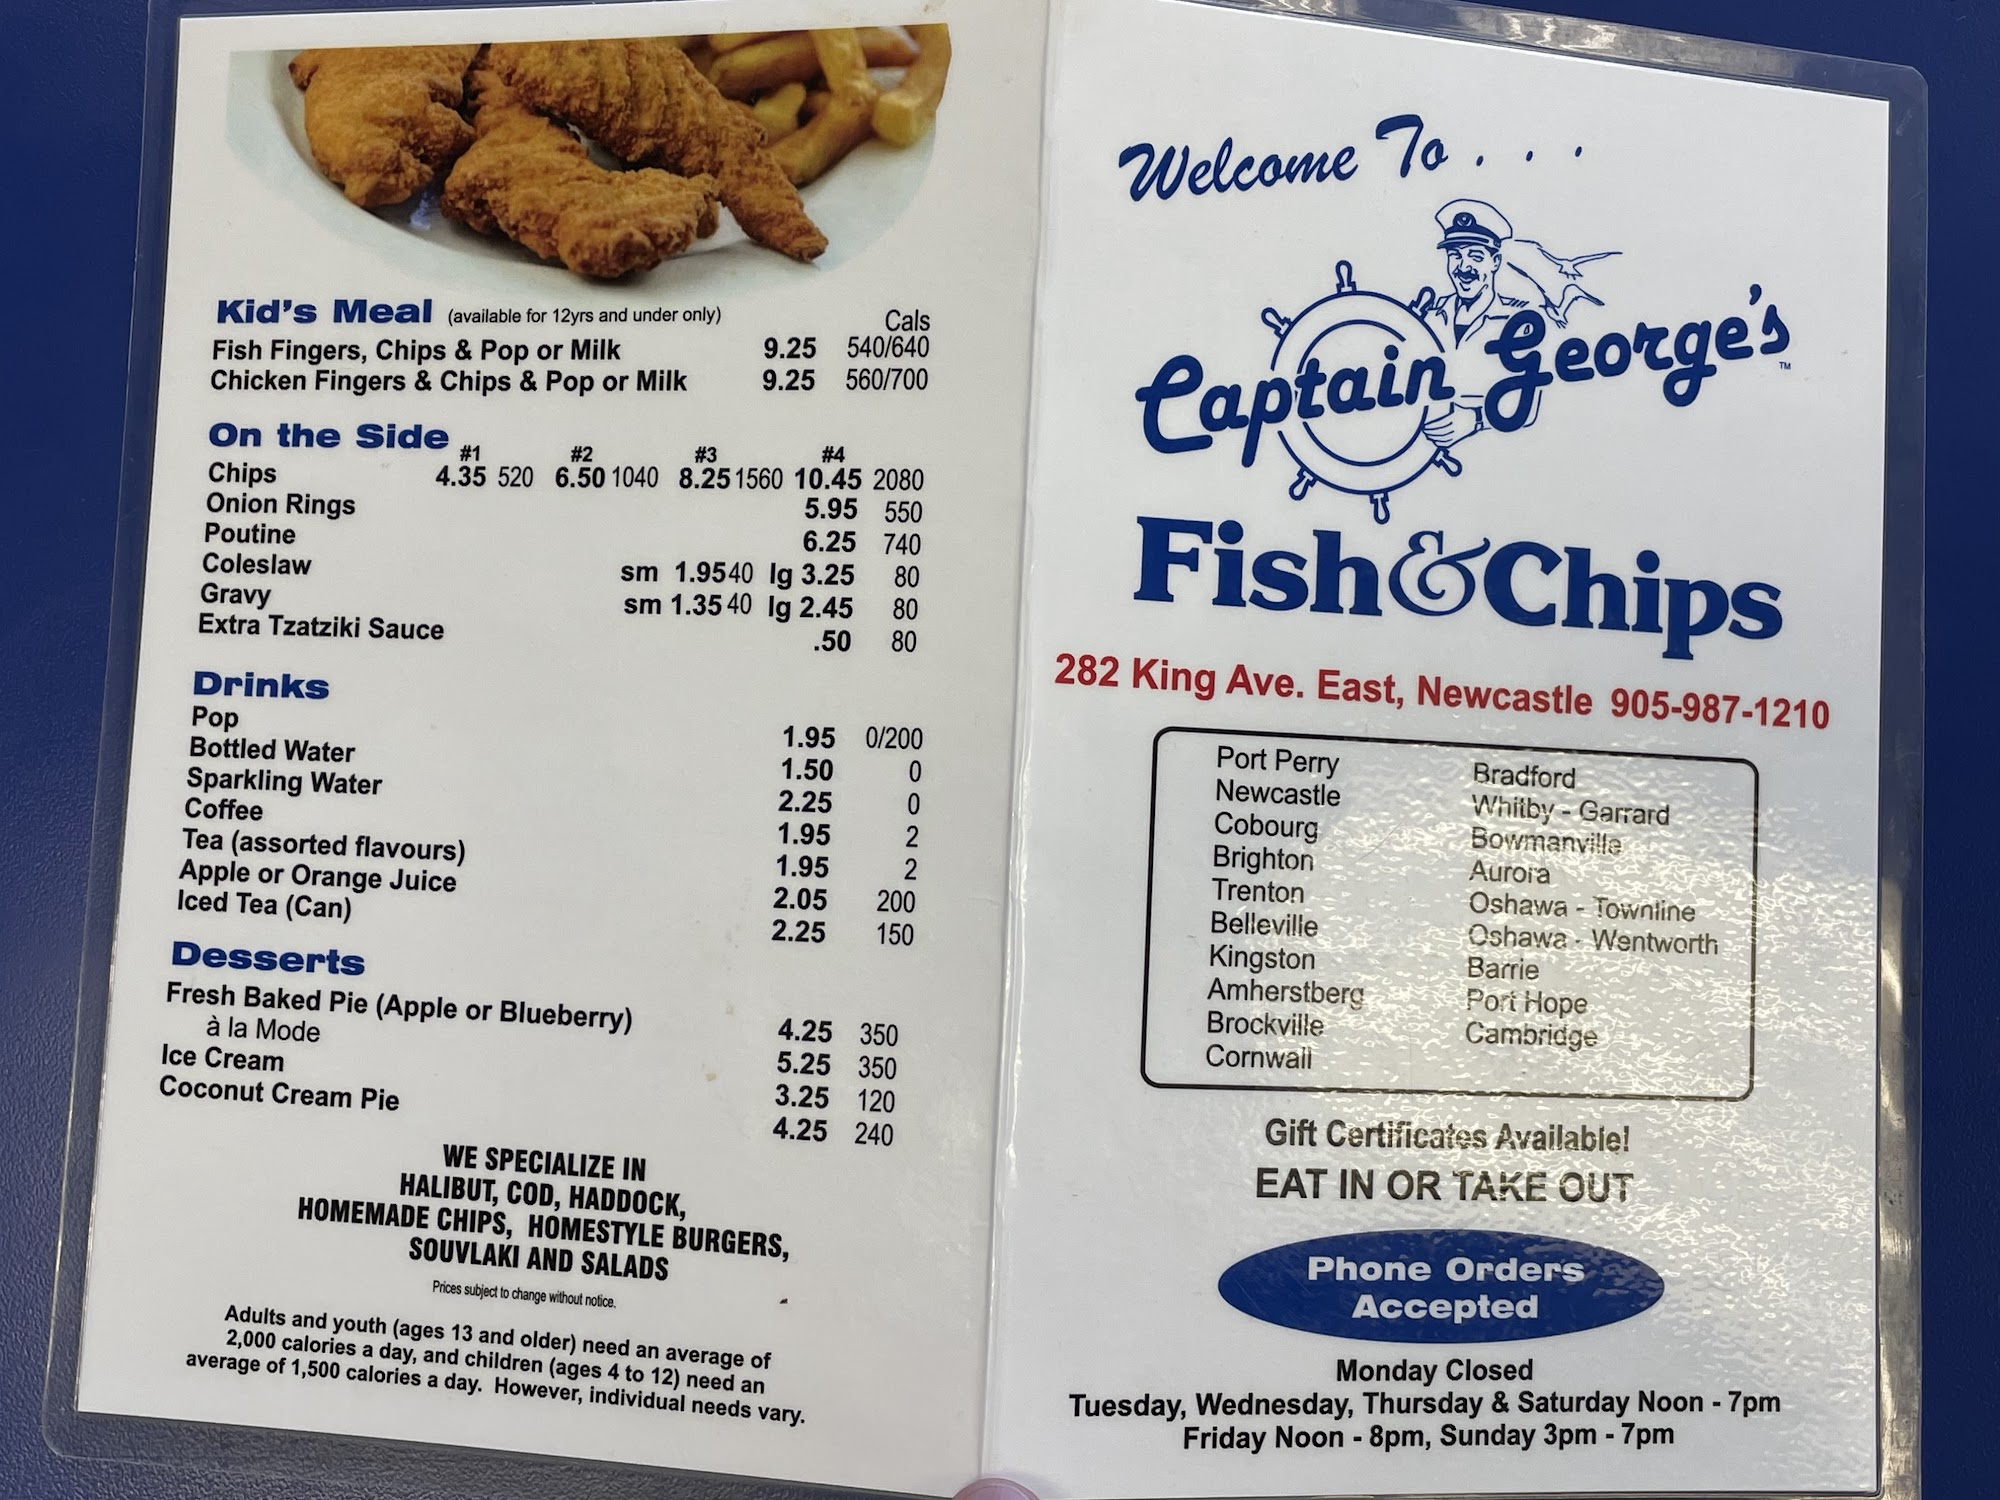 Kid's Meal (available for 12yrs and under only) Cals
Fish Fingers, Chips & Pop or Milk 9.25 540/640
Chicken Fingers & Chips & Pop or Milk 9.25 560/700
On the Side
#1 #2 #3 #4
Chips 4.35 520 6.50 1040 8.25 1560 10.45 2080
Onion Rings 5.95 550
Poutine 6.25 740
Coleslaw sm 1.95 40 lg 3.25 80
Gravy sm 1.35 40 lg 2.45 80
Extra Tzatziki Sauce .50 80
Drinks
Pop 1.95 0/200
Bottled Water 1.50 0
Sparkling Water 2.25 0
Coffee 1.95 2
Tea (assorted flavours) 1.95 2
Apple or Orange Juice 2.05 200
Iced Tea (Can) 2.25 150
Desserts
Fresh Baked Pie (Apple or Blueberry) 4.25 350
à la Mode 5.25 350
Ice Cream 3.25 120
Coconut Cream Pie 4.25 240
WE SPECIALIZE IN
HALIBUT, COD, HADDOCK,
HOMEMADE CHIPS, HOMESTYLE BURGERS,
SOUVLAKI AND SALADS
Prices subject to change without notice.
Adults and youth (ages 13 and older) need an average of
2,000 calories a day, and children (ages 4 to 12) need an
average of 1,500 calories a day. However, individual needs vary.
Welcome To . . .
Captain George's TM
Fish & Chips
282 King Ave. East, Newcastle 905-987-1210
Port Perry
Newcastle
Cobourg
Brighton
Trenton
Belleville
Kingston
Amherstberg
Brockville
Cornwall
Bradford
Whitby - Garrard
Bowmanville
Aurora
Oshawa - Townline
Oshawa - Wentworth
Barrie
Port Hope
Cambridge
Gift Certificates Available!
EAT IN OR TAKE OUT
Phone Orders
Accepted
Monday Closed
Tuesday, Wednesday, Thursday & Saturday Noon - 7pm
Friday Noon - 8pm, Sunday 3pm - 7pm